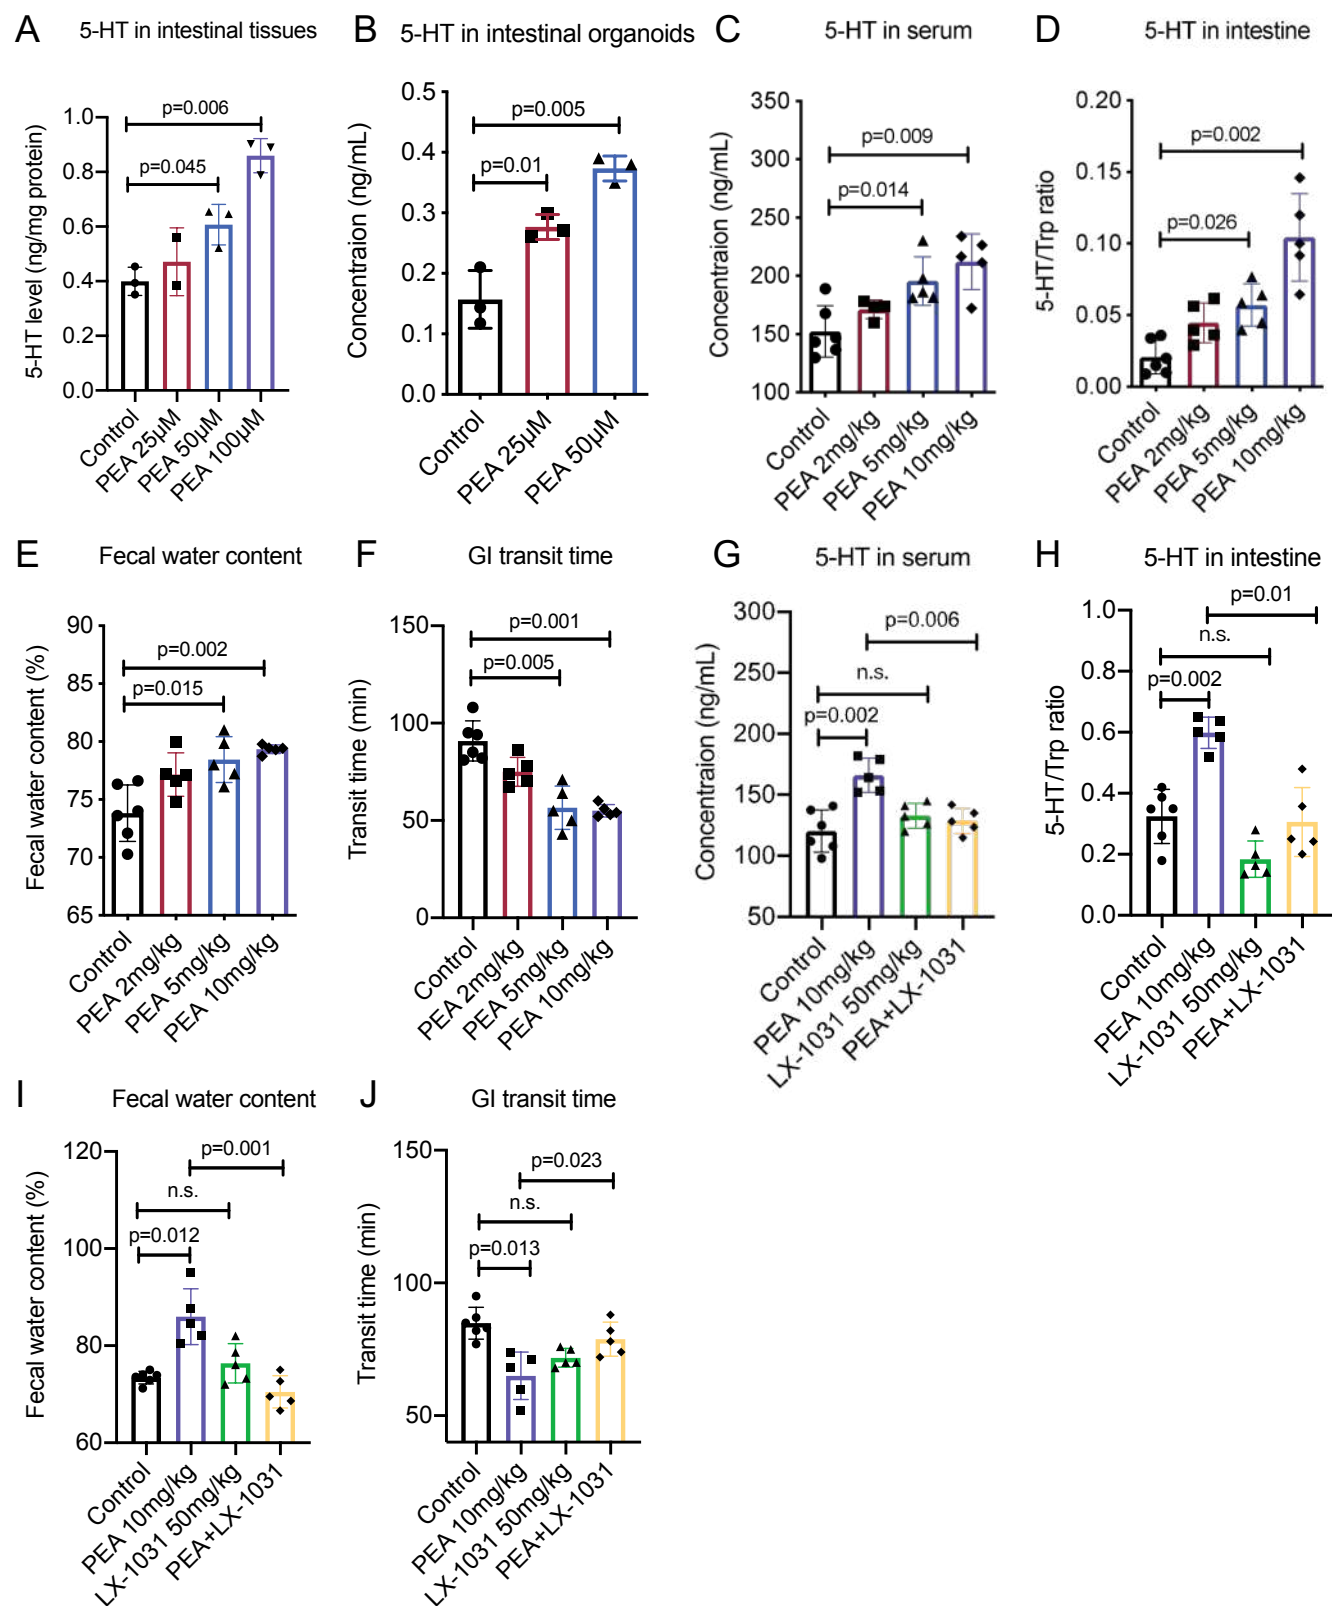 A
5-HT in intestinal tissues
5-HT level (ng/mg protein)
1.0
0.8
0.6
0.4
0.2
0.0
p=0.006
p=0.045
Control
PEA 25μM
PEA 50μM
PEA 100μM
B
5-HT in intestinal organoids
Concentraion (ng/mL)
0.5
0.4
0.3
0.2
0.1
0.0
p=0.005
p=0.01
Control
PEA 25μM
PEA 50μM
C
5-HT in serum
Concentraion (ng/mL)
350
300
250
200
150
100
p=0.009
p=0.014
Control
PEA 2mg/kg
PEA 5mg/kg
PEA 10mg/kg
D
5-HT in intestine
5-HT/Trp ratio
0.20
0.15
0.10
0.05
0.00
p=0.002
p=0.026
Control
PEA 2mg/kg
PEA 5mg/kg
PEA 10mg/kg
E
Fecal water content
Fecal water content (%)
90
85
80
75
70
65
p=0.002
p=0.015
Control
PEA 2mg/kg
PEA 5mg/kg
PEA 10mg/kg
F
GI transit time
Transit time (min)
150
100
50
0
p=0.001
p=0.005
Control
PEA 2mg/kg
PEA 5mg/kg
PEA 10mg/kg
G
5-HT in serum
Concentraion (ng/mL)
300
250
200
150
100
50
p=0.006
n.s.
p=0.002
Control
PEA 10mg/kg
LX-1031 50mg/kg
PEA+LX-1031
H
5-HT in intestine
5-HT/Trp ratio
1.0
0.8
0.6
0.4
0.2
0.0
p=0.01
n.s.
p=0.002
Control
PEA 10mg/kg
LX-1031 50mg/kg
PEA+LX-1031
I
Fecal water content
Fecal water content (%)
120
100
80
60
p=0.001
n.s.
p=0.012
Control
PEA 10mg/kg
LX-1031 50mg/kg
PEA+LX-1031
J
GI transit time
Transit time (min)
150
100
50
p=0.023
n.s.
p=0.013
Control
PEA 10mg/kg
LX-1031 50mg/kg
PEA+LX-1031